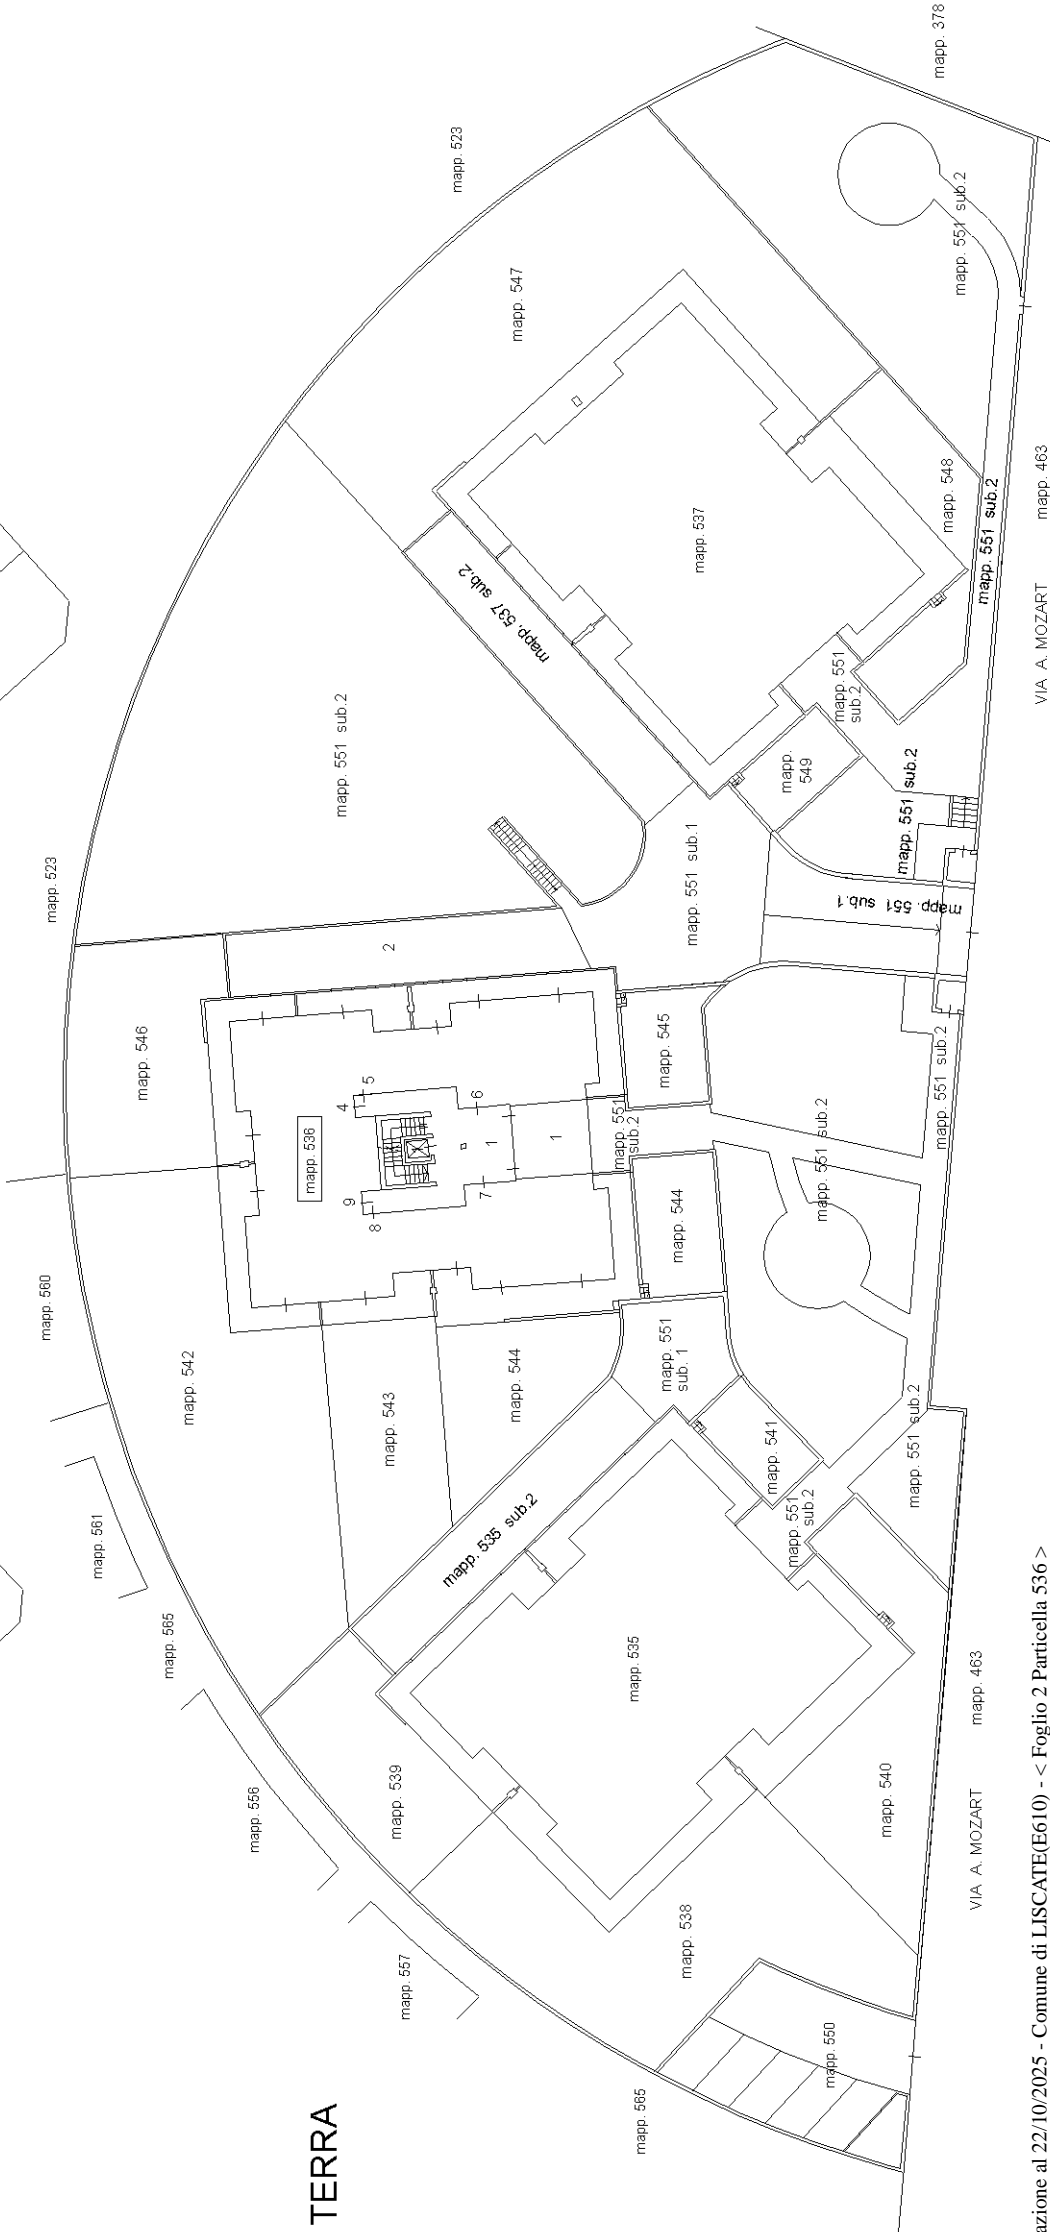 TERRA
mapp. 565
mapp. 557
mapp. 556
mapp. 565
mapp. 561
mapp. 560
mapp. 523
mapp. 523
mapp. 378
mapp. 550
mapp. 538
mapp. 539
mapp. 540
mapp. 535
mapp. 535 sub.2
mapp. 542
mapp. 543
mapp. 544
mapp. 541
mapp. 551
sub.2
mapp. 551 sub.2
mapp. 551
sub. 1
mapp. 544
mapp. 536
8
9
4
5
7
6
1
1
mapp. 551
sub.2
mapp. 545
mapp. 546
2
mapp. 551 sub.2
mapp. 551 sub.2
mapp. 551 sub.1
mapp. 551 sub.1
mapp. 551 sub.2
mapp. 537 sub.2
mapp. 537
mapp. 547
mapp. 548
mapp.
549
mapp. 551
sub.2
mapp. 551 sub.2
mapp. 551 sub.2
mapp. 551 sub.2
VIA A. MOZART
mapp. 463
VIA A. MOZART
mapp. 463
azione al 22/10/2025 - Comune di LISCATE(E610) - < Foglio 2 Particella 536 >